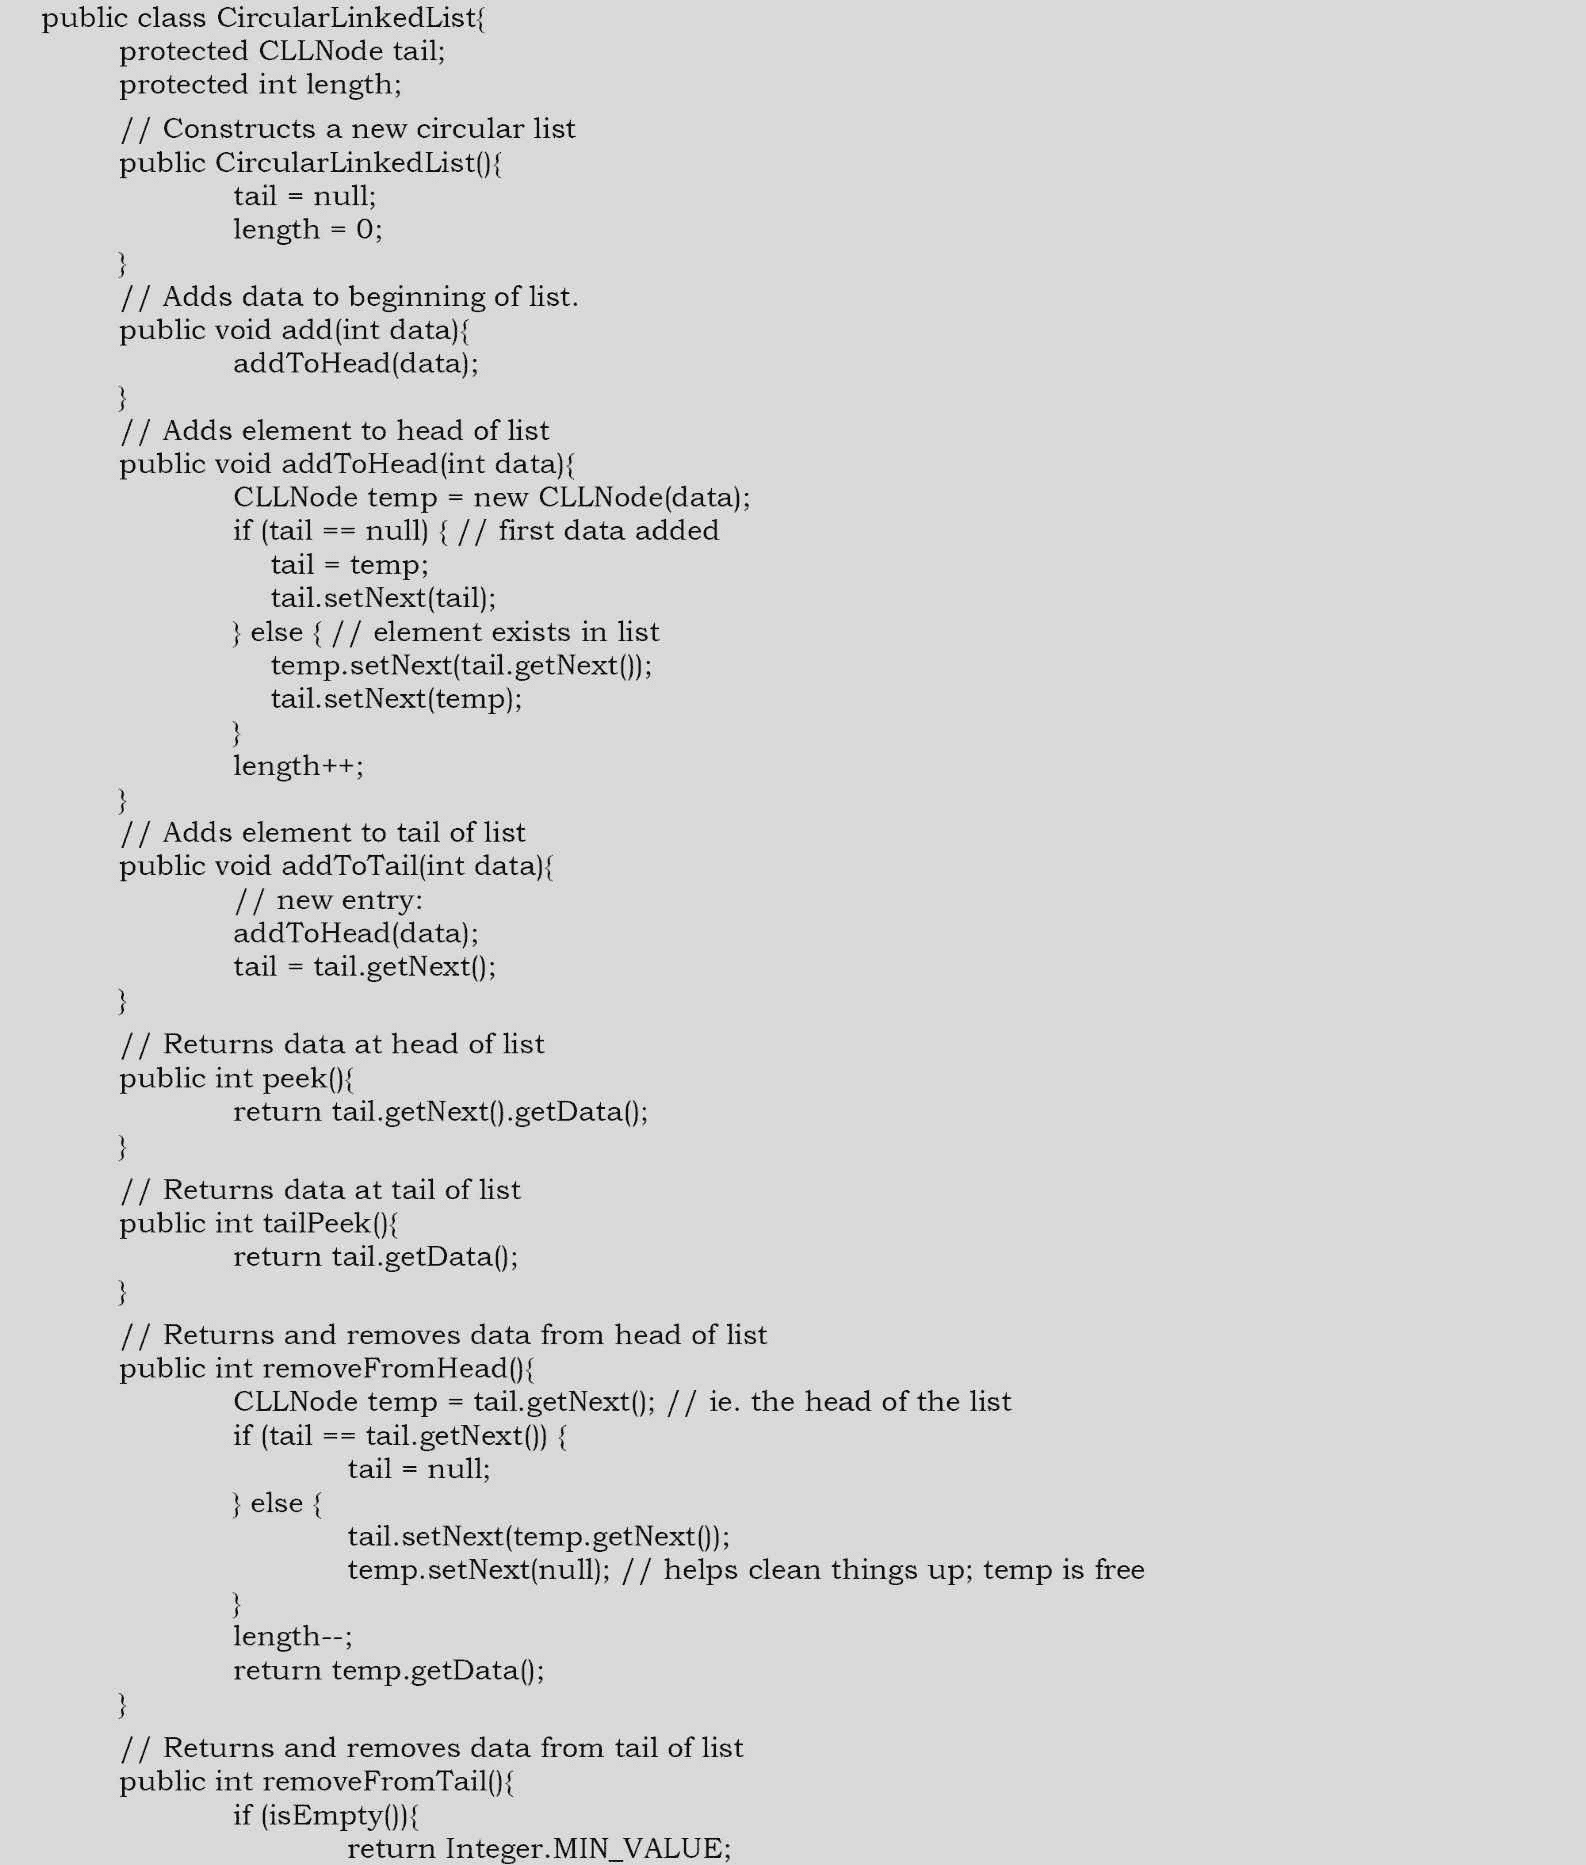 public class CircularLinkedList{
protected CLLNode tail;
protected int length;
// Constructs a new circular list
public CircularLinkedList(){
tail = null;
length = 0;
}
// Adds data to beginning of list.
public void add(int data){
addToHead(data);
}
// Adds element to head of list
public void addToHead(int data){
CLLNode temp = new CLLNode(data);
if (tail == null) { // first data added
tail = temp;
tail.setNext(tail);
} else { // element exists in list
temp.setNext(tail.getNext());
tail.setNext(temp);
}
length++;
}
// Adds element to tail of list
public void addToTail(int data){
// new entry:
addToHead(data);
tail = tail.getNext();
}
// Returns data at head of list
public int peek(){
return tail.getNext().getData();
}
// Returns data at tail of list
public int tailPeek(){
return tail.getData();
}
// Returns and removes data from head of list
public int removeFromHead(){
CLLNode temp = tail.getNext(); // ie. the head of the list
if (tail == tail.getNext()) {
tail = null;
} else {
tail.setNext(temp.getNext());
temp.setNext(null); // helps clean things up; temp is free
}
length--;
return temp.getData();
}
// Returns and removes data from tail of list
public int removeFromTail(){
if (isEmpty()){
return Integer.MIN_VALUE;